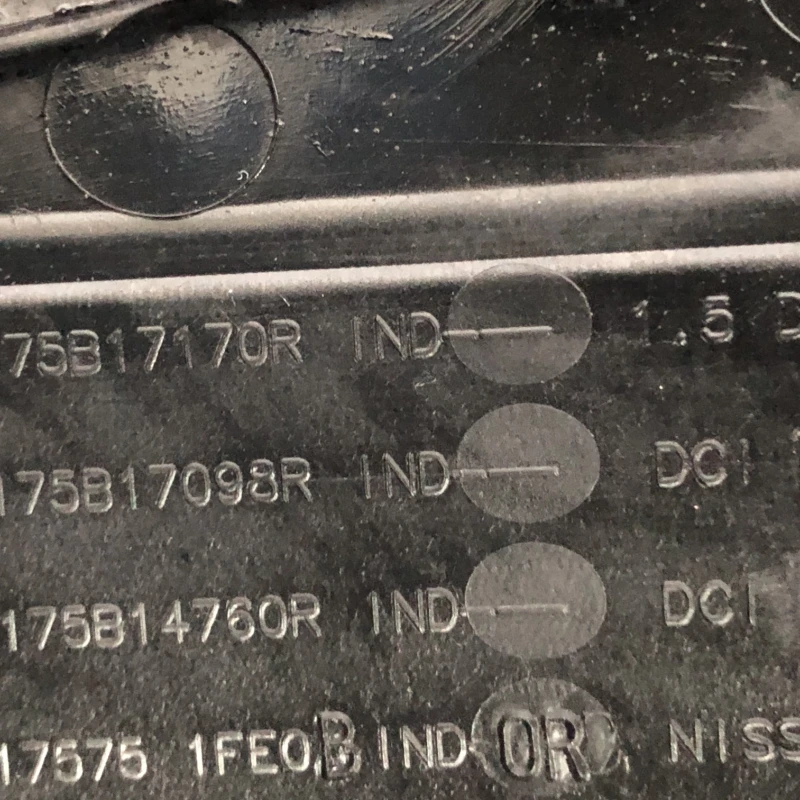 75B17170R IND— 1.5 D
175B17098R IND— DCI
175B14760R IND— DCI
17575 1FE0B IND- OR NISS